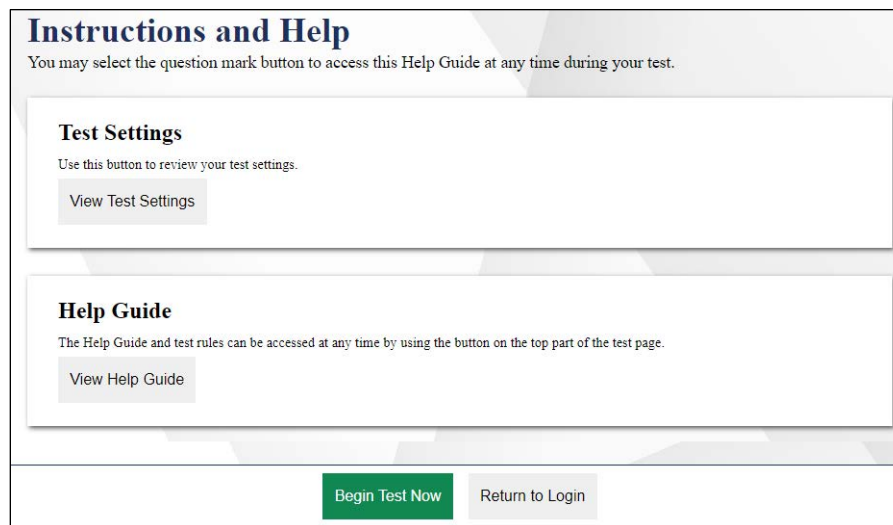 Instructions and Help
You may select the question mark button to access this Help Guide at any time during your test.
Test Settings
Use this button to review your test settings.
View Test Settings
Help Guide
The Help Guide and test rules can be accessed at any time by using the button on the top part of the test page.
View Help Guide
Begin Test Now
Return to Login